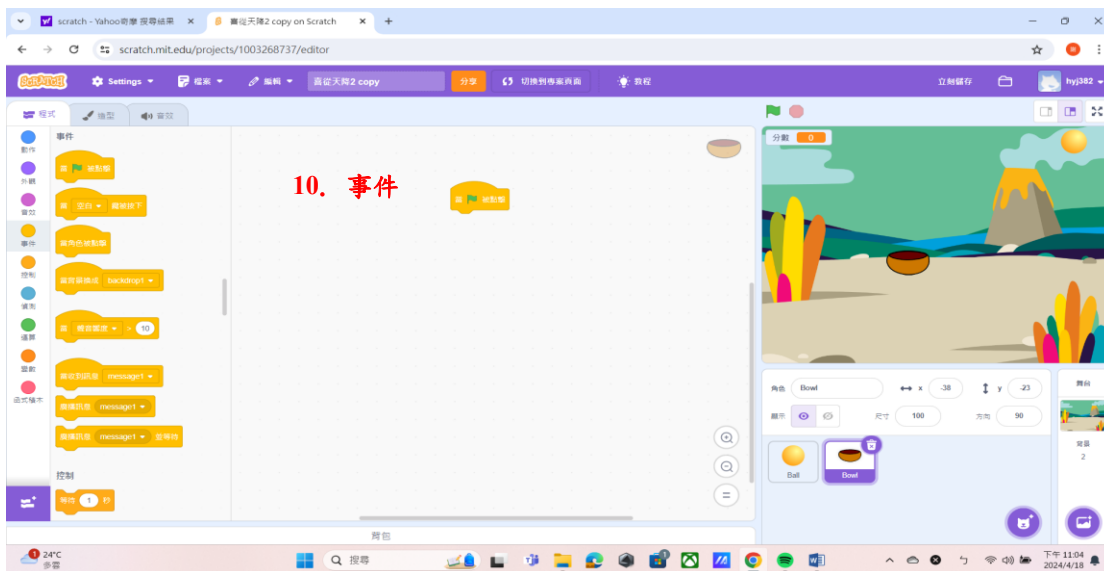 scratch - Yahoo奇摩 搜尋結果
喜從天降2 copy on Scratch
scratch.mit.edu/projects/1003268737/editor
SCRATCH
Settings
檔案
編輯
喜從天降2 copy
分享
切換到專案頁面
教程
立刻儲存
hyj382
程式
造型
音效
動作
外觀
音效
事件
控制
偵測
運算
變數
函式積木
事件
當 被點擊
當 空白 鍵被按下
當角色被點擊
當背景換成 backdrop1
當 聲音響度 > 10
當收到訊息 message1
廣播訊息 message1
廣播訊息 message1 並等待
控制
等待 1 秒
10. 事件
當 被點擊
分數 0
角色 Bowl
x -38
y -23
顯示
尺寸 100
方向 90
Ball
Bowl
舞台
背景
2
背包
1
24°C
多雲
搜尋
下午 11:04
2024/4/18